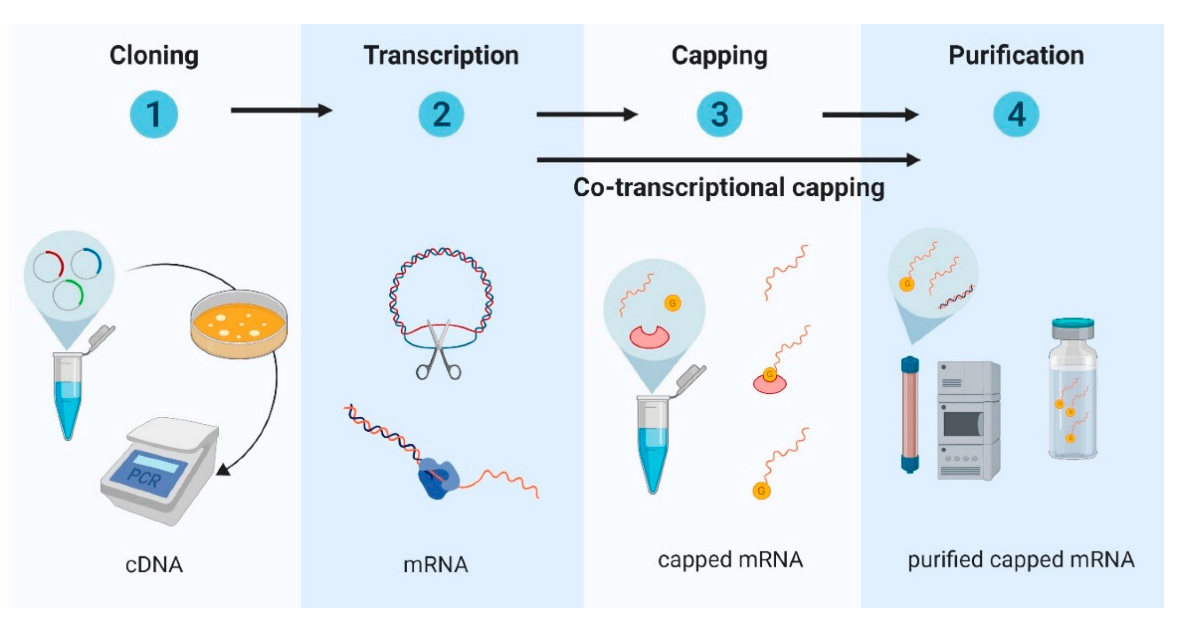 Cloning
Transcription
Capping
Purification
1
2
3
4
Co-transcriptional capping
PCR
G
G
G
G
G
G
G
cDNA
mRNA
capped mRNA
purified capped mRNA